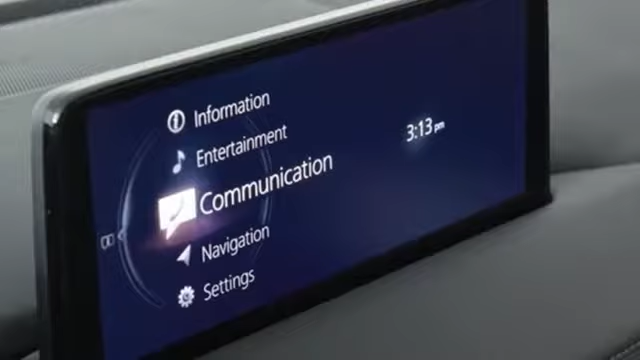 Information
Entertainment
Communication
Navigation
Settings
3:13 pm